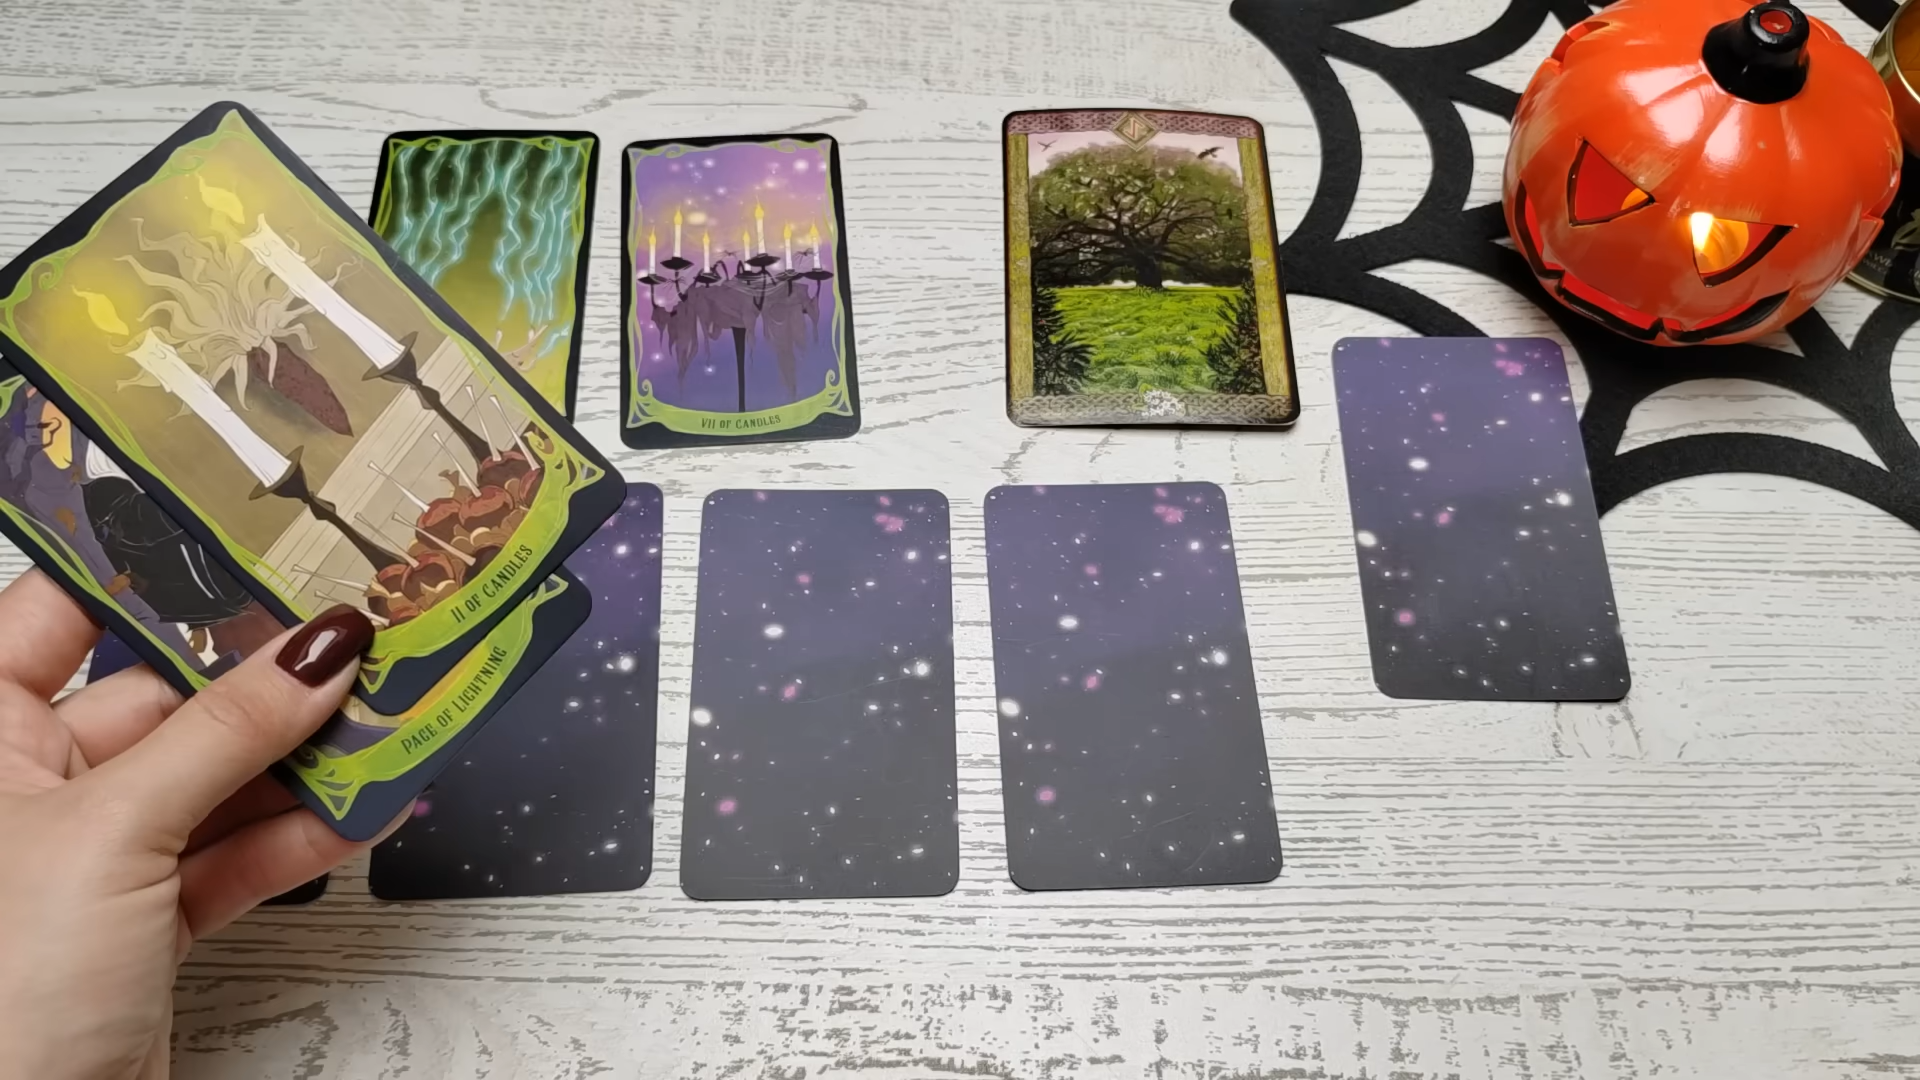 II OF CANDLES
PAGE OF LIGHTNING
VII OF CANDLES